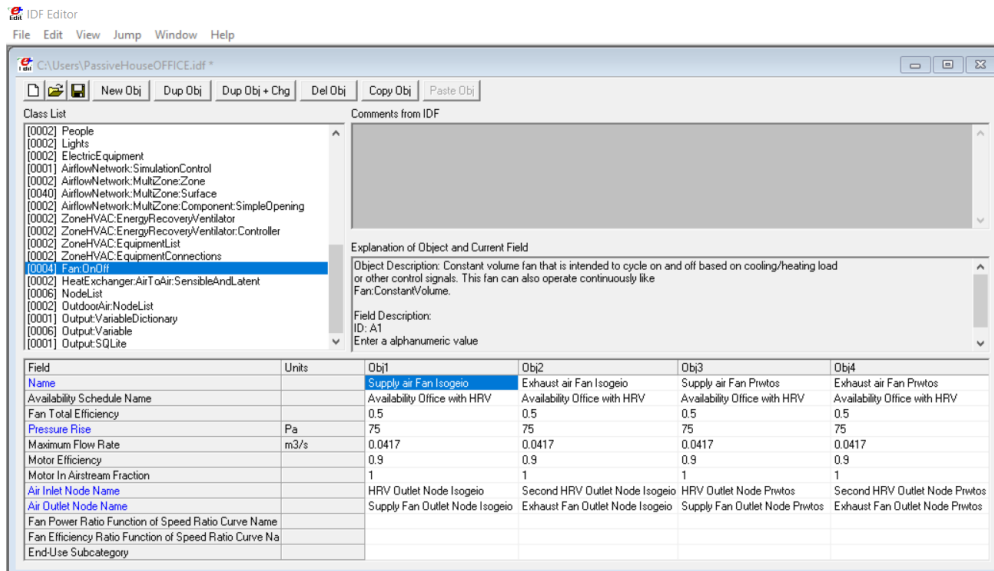 IDF Editor
File Edit View Jump Window Help
C:\Users\PassiveHouseOFFICE.idf *
New Obj Dup Obj Dup Obj + Chg Del Obj Copy Obj Paste Obj
Class List
Comments from IDF
[0002] People
[0002] Lights
[0002] ElectricEquipment
[0001] AirflowNetwork:SimulationControl
[0002] AirflowNetwork:MultiZone:Zone
[0040] AirflowNetwork:MultiZone:Surface
[0002] AirflowNetwork:MultiZone:Component:SimpleOpening
[0002] ZoneHVAC:EnergyRecoveryVentilator
[0002] ZoneHVAC:EnergyRecoveryVentilator:Controller
[0002] ZoneHVAC:EquipmentList
[0002] ZoneHVAC:EquipmentConnections
[0004] Fan:OnOff
[0002] HeatExchanger:AirToAir:SensibleAndLatent
[0006] NodeList
[0002] OutdoorAir:NodeList
[0001] Output:VariableDictionary
[0006] Output:Variable
[0001] Output:SQLite
Explanation of Object and Current Field
Object Description: Constant volume fan that is intended to cycle on and off based on cooling/heating load
or other control signals. This fan can also operate continuously like
Fan:ConstantVolume.
Field Description:
ID: A1
Enter a alphanumeric value
Field Units Obj1 Obj2 Obj3 Obj4
Name Supply air Fan Isogeio Exhaust air Fan Isogeio Supply air Fan Prwtos Exhaust air Fan Prwtos
Availability Schedule Name Availability Office with HRV Availability Office with HRV Availability Office with HRV Availability Office with HRV
Fan Total Efficiency 0.5 0.5 0.5 0.5
Pressure Rise Pa 75 75 75 75
Maximum Flow Rate m3/s 0.0417 0.0417 0.0417 0.0417
Motor Efficiency 0.9 0.9 0.9 0.9
Motor In Airstream Fraction 1 1 1 1
Air Inlet Node Name HRV Outlet Node Isogeio Second HRV Outlet Node Isogeio HRV Outlet Node Prwtos Second HRV Outlet Node Prwtos
Air Outlet Node Name Supply Fan Outlet Node Isogeio Exhaust Fan Outlet Node Isogeio Supply Fan Outlet Node Prwtos Exhaust Fan Outlet Node Prwtos
Fan Power Ratio Function of Speed Ratio Curve Name
Fan Efficiency Ratio Function of Speed Ratio Curve Na
End-Use Subcategory